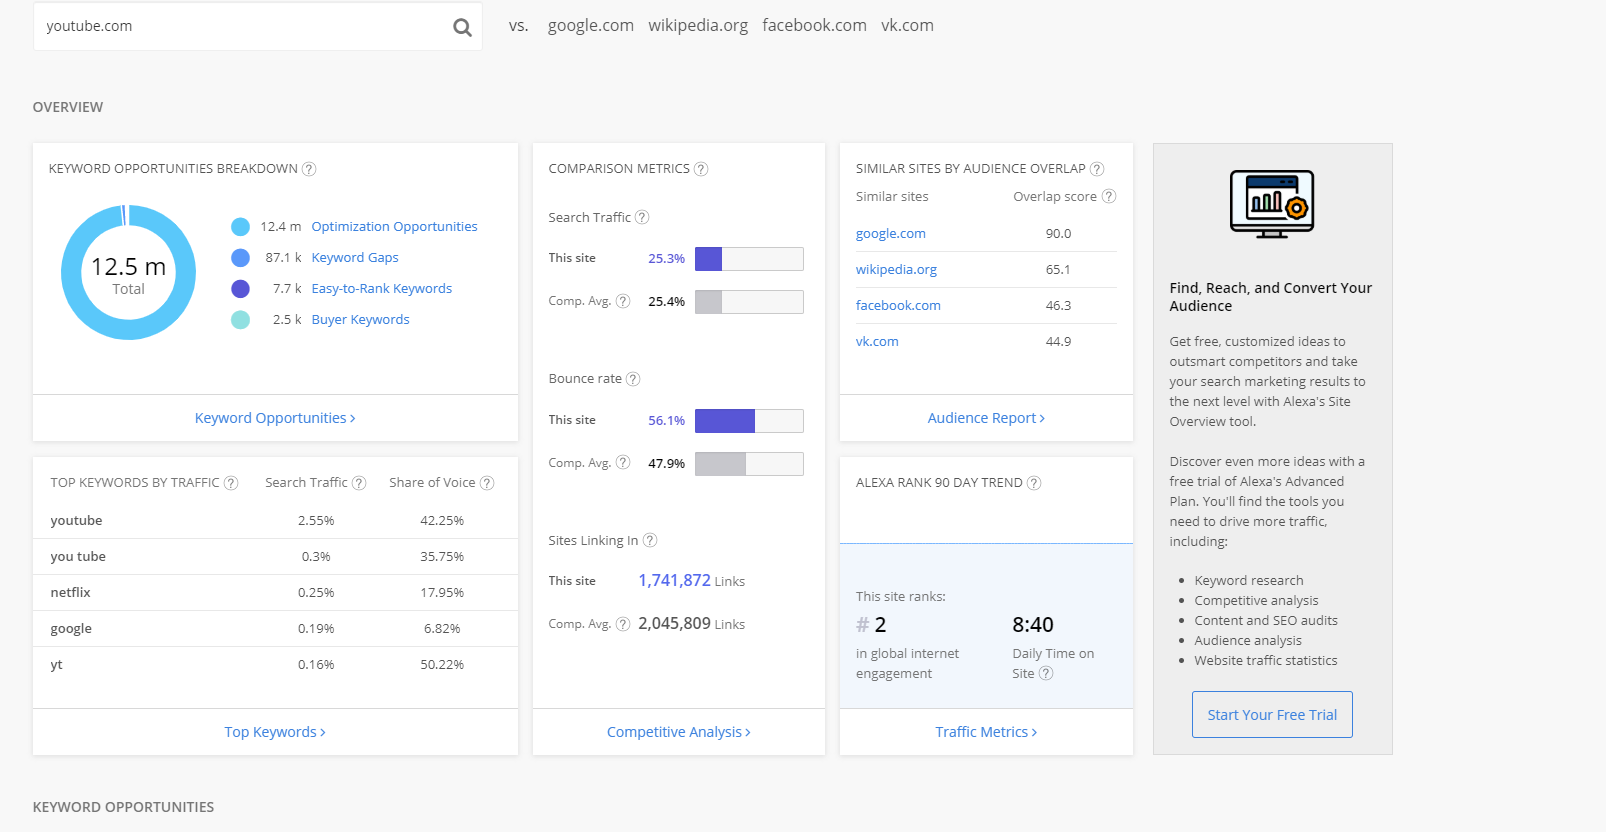 youtube.com
vs. google.com wikipedia.org facebook.com vk.com
OVERVIEW
KEYWORD OPPORTUNITIES BREAKDOWN ?
12.5 m
Total
12.4 m Optimization Opportunities
87.1 k Keyword Gaps
7.7 k Easy-to-Rank Keywords
2.5 k Buyer Keywords
Keyword Opportunities >
COMPARISON METRICS ?
Search Traffic ?
This site 25.3%
Comp. Avg. ? 25.4%
Bounce rate ?
This site 56.1%
Comp. Avg. ? 47.9%
Sites Linking In ?
This site 1,741,872 Links
Comp. Avg. ? 2,045,809 Links
Competitive Analysis >
SIMILAR SITES BY AUDIENCE OVERLAP ?
Similar sites Overlap score ?
google.com 90.0
wikipedia.org 65.1
facebook.com 46.3
vk.com 44.9
Audience Report >
TOP KEYWORDS BY TRAFFIC ? Search Traffic ? Share of Voice ?
youtube 2.55% 42.25%
you tube 0.3% 35.75%
netflix 0.25% 17.95%
google 0.19% 6.82%
yt 0.16% 50.22%
Top Keywords >
ALEXA RANK 90 DAY TREND ?
This site ranks:
# 2 8:40
in global internet Daily Time on
engagement Site ?
Traffic Metrics >
Find, Reach, and Convert Your
Audience
Get free, customized ideas to
outsmart competitors and take
your search marketing results to
the next level with Alexa's Site
Overview tool.
Discover even more ideas with a
free trial of Alexa's Advanced
Plan. You'll find the tools you
need to drive more traffic,
including:
• Keyword research
• Competitive analysis
• Content and SEO audits
• Audience analysis
• Website traffic statistics
Start Your Free Trial
KEYWORD OPPORTUNITIES